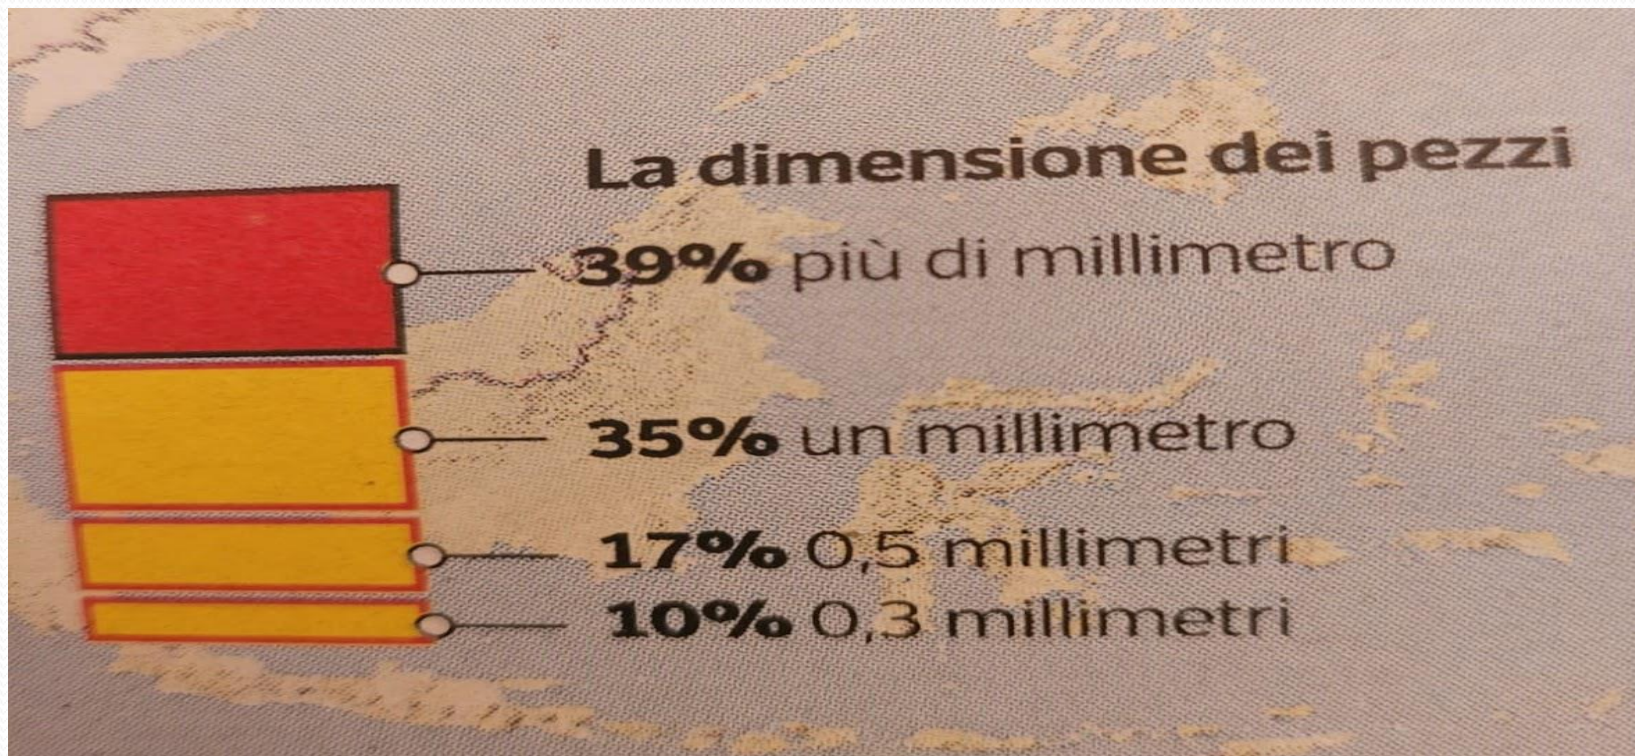 La dimensione dei pezzi
39% più di millimetro
35% un millimetro
17% 0,5 millimetri
10% 0,3 millimetri